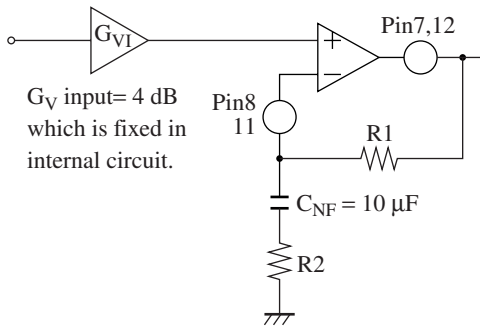 G_VI
+
−
Pin7,12
G_V input= 4 dB
which is fixed in
internal circuit.
Pin8
11
R1
C_NF = 10 μF
R2